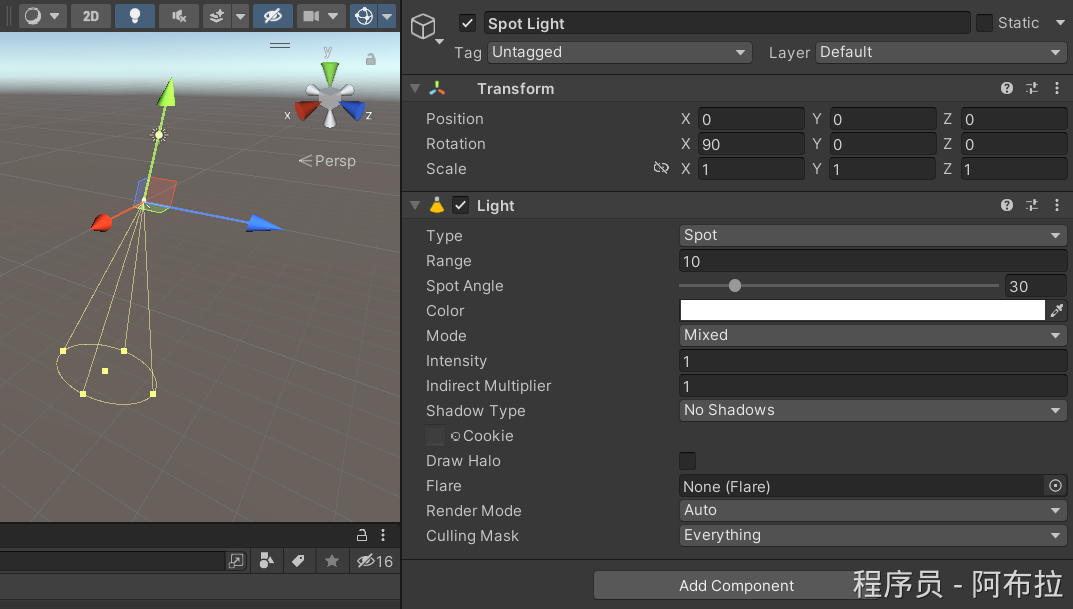 2D
y
x
z
Persp
16
Spot Light
Static
Tag Untagged Layer Default
Transform
Position X 0 Y 0 Z 0
Rotation X 90 Y 0 Z 0
Scale X 1 Y 1 Z 1
Light
Type Spot
Range 10
Spot Angle 30
Color
Mode Mixed
Intensity 1
Indirect Multiplier 1
Shadow Type No Shadows
Cookie
Draw Halo
Flare None (Flare)
Render Mode Auto
Culling Mask Everything
Add Component
程序员 - 阿布拉